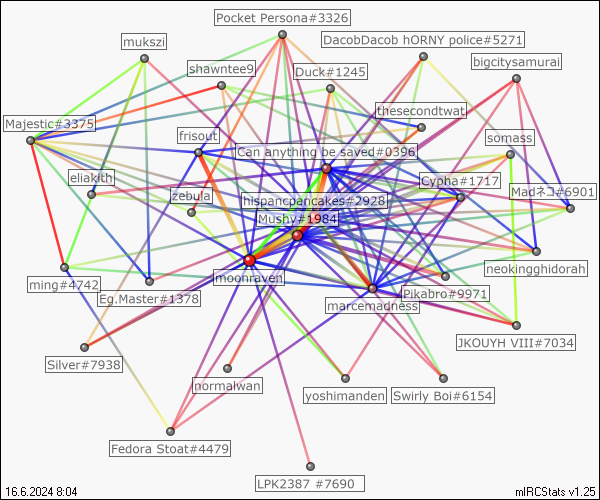 Pocket Persona#3326
mukszi
DacobDacob hORNY police#5271
bigcitysamurai
shawntee9
Duck#1245
thesecondtwat
Majestic#3375
frisout
somass
Can anything be saved#0396
eliakith
Cypha#1717
Madネコ#6901
zebula
hispancpancakes#2928
Mushy#1984
neokingghidorah
moonraven
ming#4742
Eg.Master#1378
Pikabro#9971
marcemadness
JKOUYH VIII#7034
Silver#7938
normalwan
yoshimanden
Swirly Boi#6154
Fedora Stoat#4479
LPK2387 #7690
16.6.2024 8:04
mIRCStats v1.25